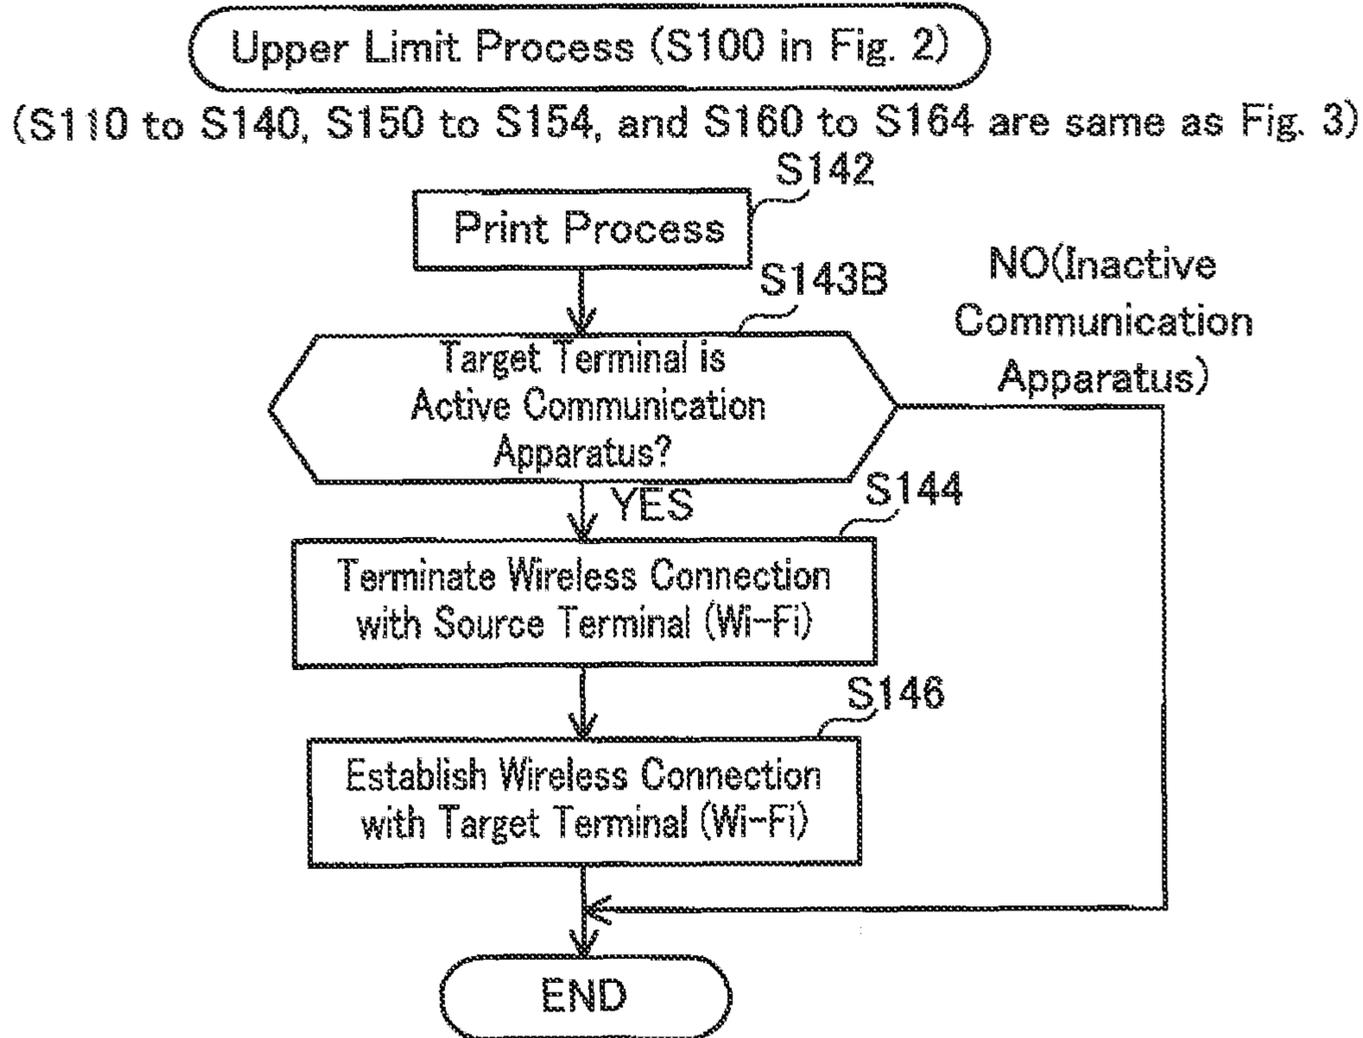 Upper Limit Process (S100 in Fig. 2)
(S110 to S140, S150 to S154, and S160 to S164 are same as Fig. 3)
S142
Print Process
S143B
NO(Inactive
Communication
Apparatus)
Target Terminal is
Active Communication
Apparatus?
YES
S144
Terminate Wireless Connection
with Source Terminal (Wi-Fi)
S146
Establish Wireless Connection
with Target Terminal (Wi-Fi)
END